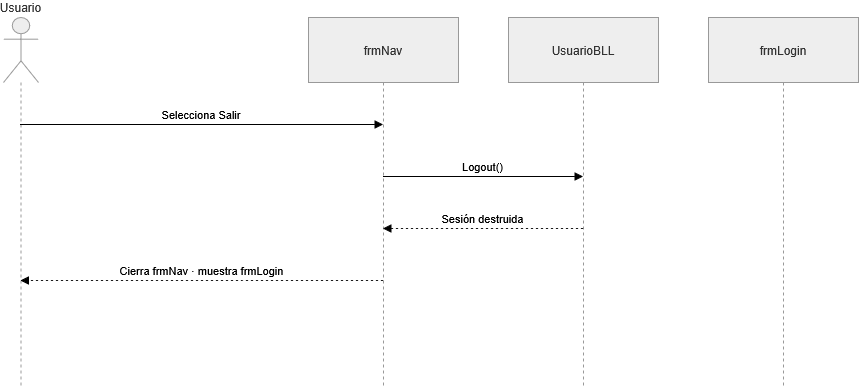 Usuario
frmNav
UsuarioBLL
frmLogin
Selecciona Salir
Logout()
Sesión destruida
Cierra frmNav · muestra frmLogin